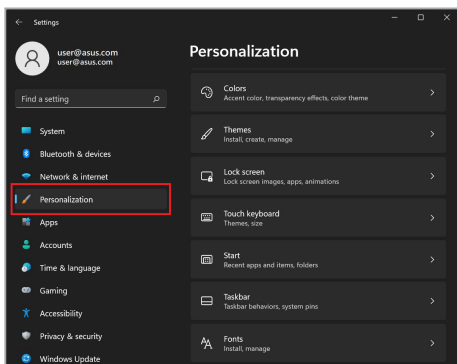 Settings
user@asus.com
user@asus.com
Find a setting
System
Bluetooth & devices
Network & internet
Personalization
Apps
Accounts
Time & language
Gaming
Accessibility
Privacy & security
Windows Update
Personalization
Colors
Accent color, transparency effects, color theme
Themes
Install, create, manage
Lock screen
Lock screen images, apps, animations
Touch keyboard
Themes, size
Start
Recent apps and items, folders
Taskbar
Taskbar behaviors, system pins
Fonts
Install, manage